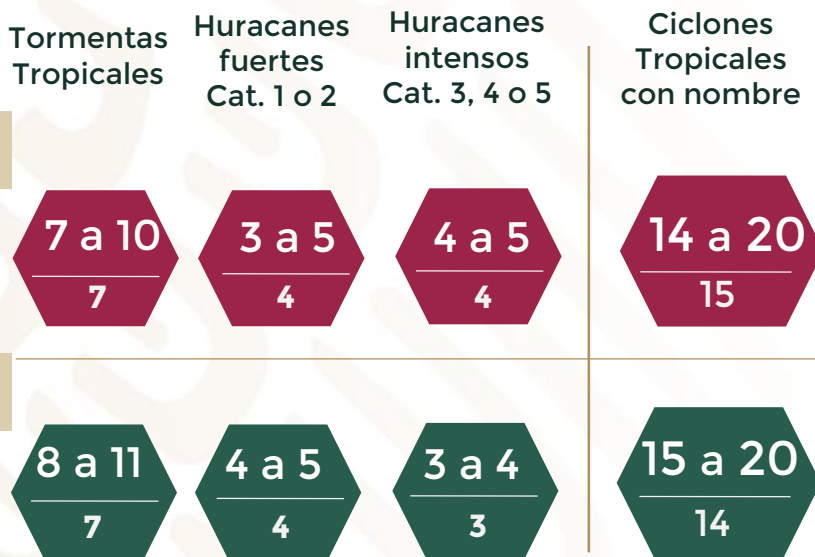 Tormentas
Tropicales
Huracanes
fuertes
Cat. 1 o 2
Huracanes
intensos
Cat. 3, 4 o 5
Ciclones
Tropicales
con nombre
7 a 10
7
3 a 5
4
4 a 5
4
14 a 20
15
8 a 11
7
4 a 5
4
3 a 4
3
15 a 20
14